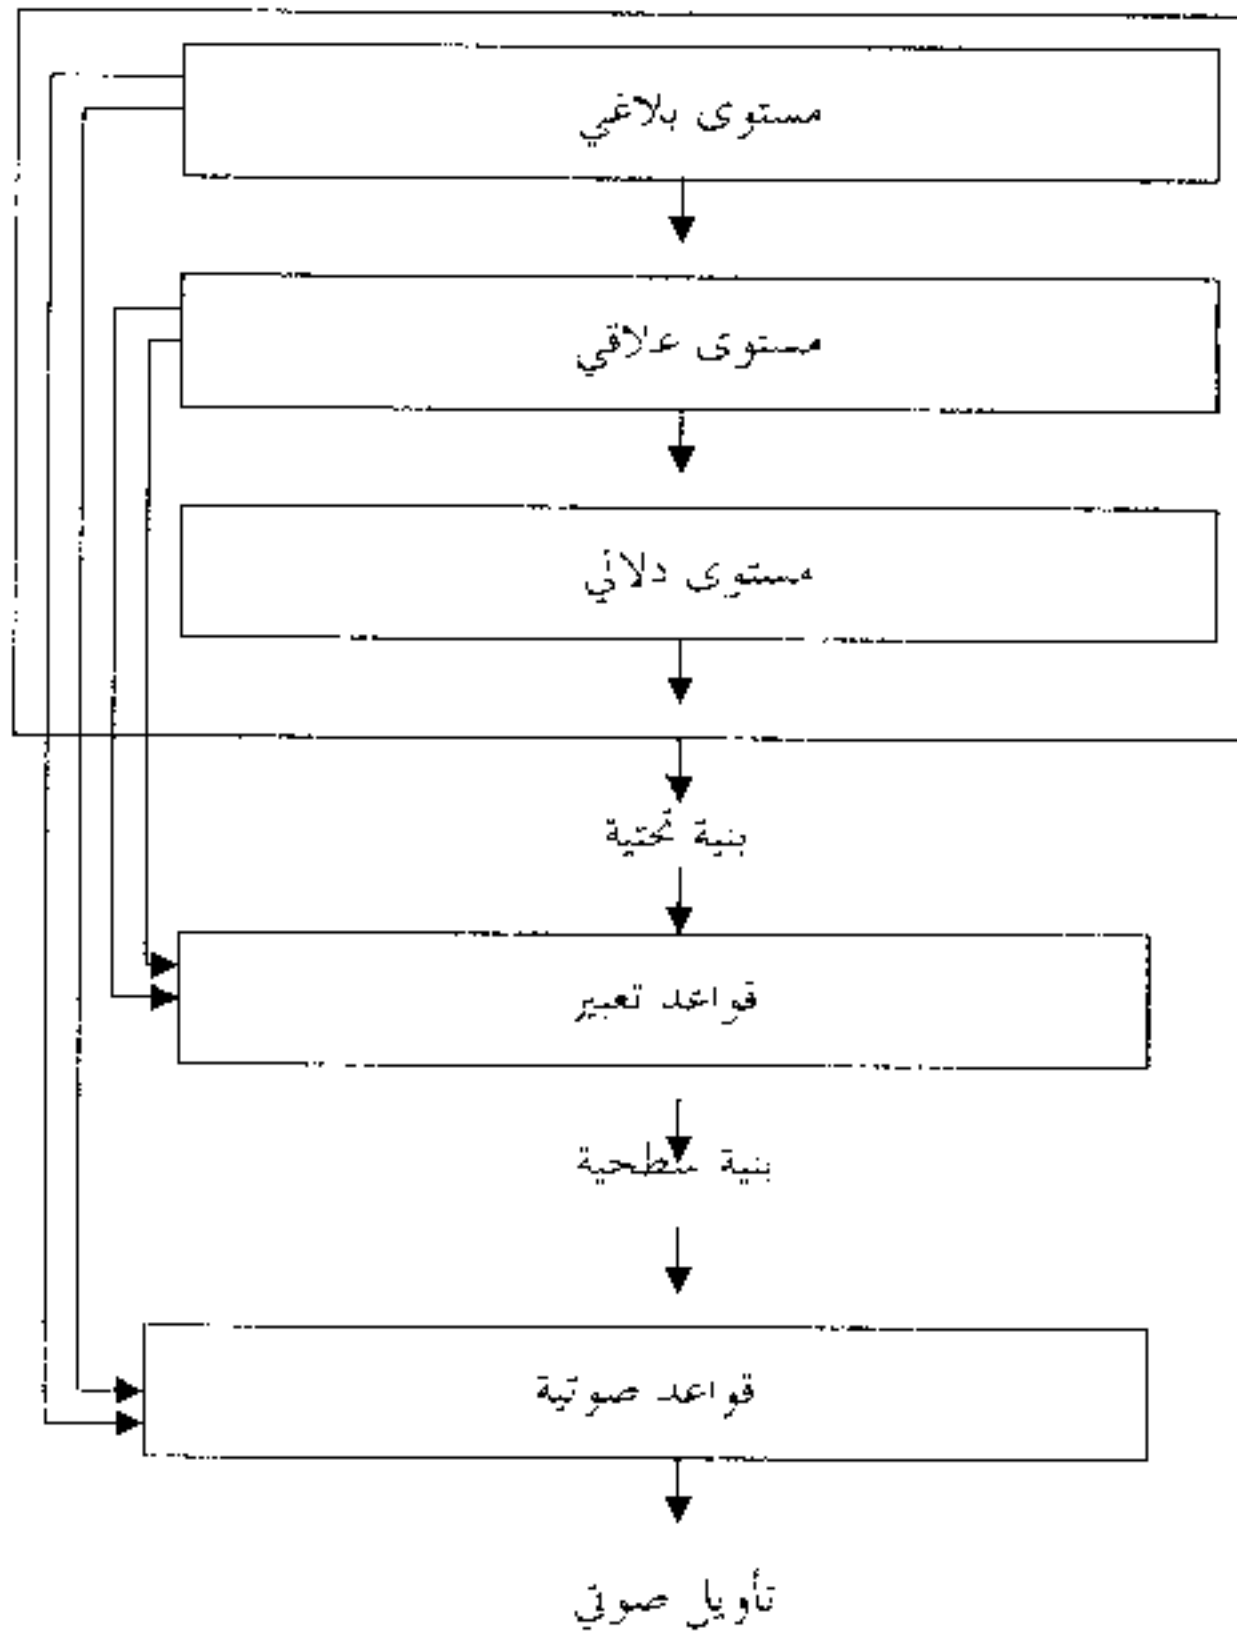 مستوى بلاغي
مستوى علاقي
مستوى دلالي
بنية تحتية
قواعد تعبير
بنية سطحية
قواعد صوتية
تأويل صوتي